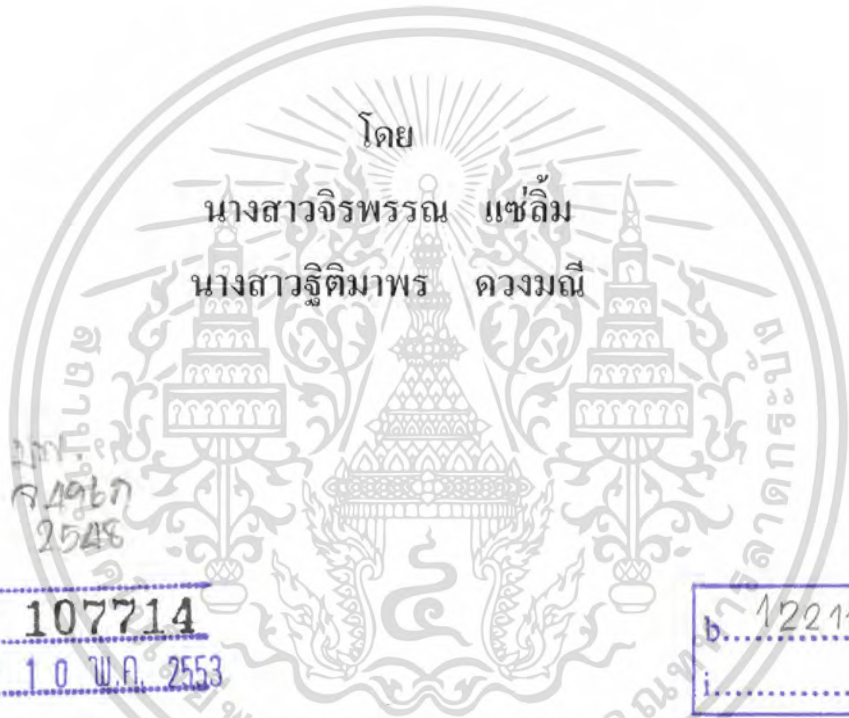 โดย
นางสาวจิรพรรณ แซ่ลิ้ม
นางสาวฐิติมาพร ดวงมณี
2548
107714
10 พ.ค. 2553
b.
i.